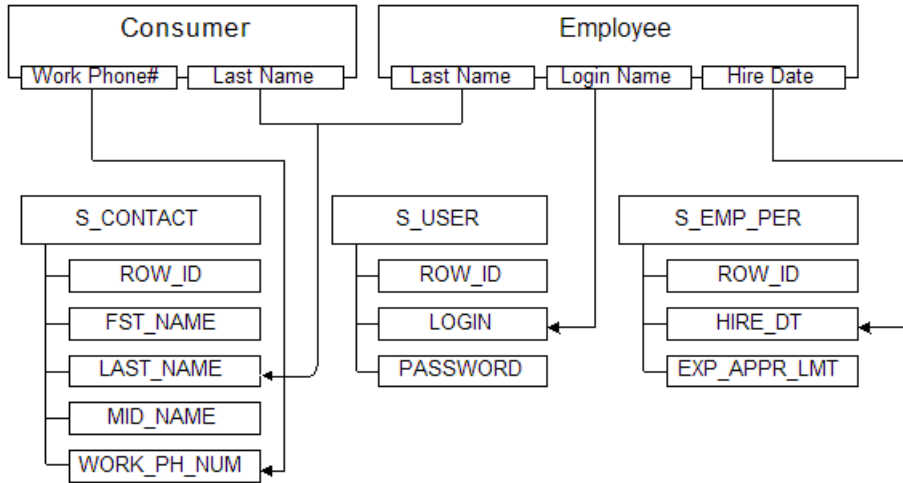 Consumer
Employee
Work Phone#
Last Name
Last Name
Login Name
Hire Date
S_CONTACT
ROW_ID
FST_NAME
LAST_NAME
MID_NAME
WORK_PH_NUM
S_USER
ROW_ID
LOGIN
PASSWORD
S_EMP_PER
ROW_ID
HIRE_DT
EXP_APPR_LMT